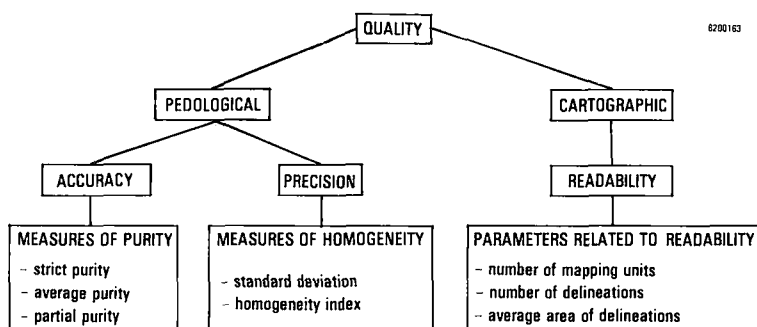 QUALITY
6200163
PEDOLOGICAL
CARTOGRAPHIC
ACCURACY
PRECISION
READABILITY
MEASURES OF PURITY
- strict purity
- average purity
- partial purity
MEASURES OF HOMOGENEITY
- standard deviation
- homogeneity index
PARAMETERS RELATED TO READABILITY
- number of mapping units
- number of delineations
- average area of delineations